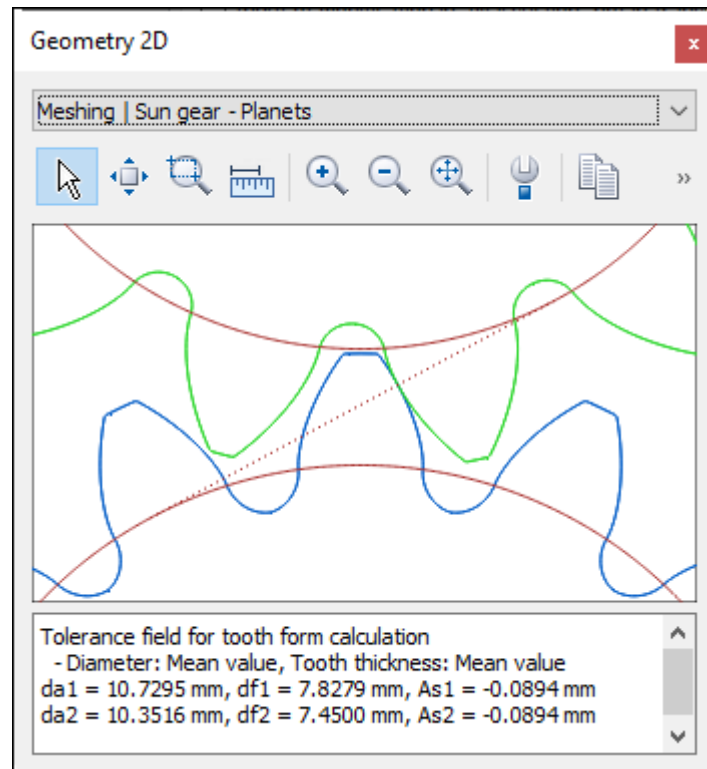 Geometry 2D
x
Meshing | Sun gear - Planets
»
Tolerance field for tooth form calculation
- Diameter: Mean value, Tooth thickness: Mean value
da1 = 10.7295 mm, df1 = 7.8279 mm, As1 = -0.0894 mm
da2 = 10.3516 mm, df2 = 7.4500 mm, As2 = -0.0894 mm